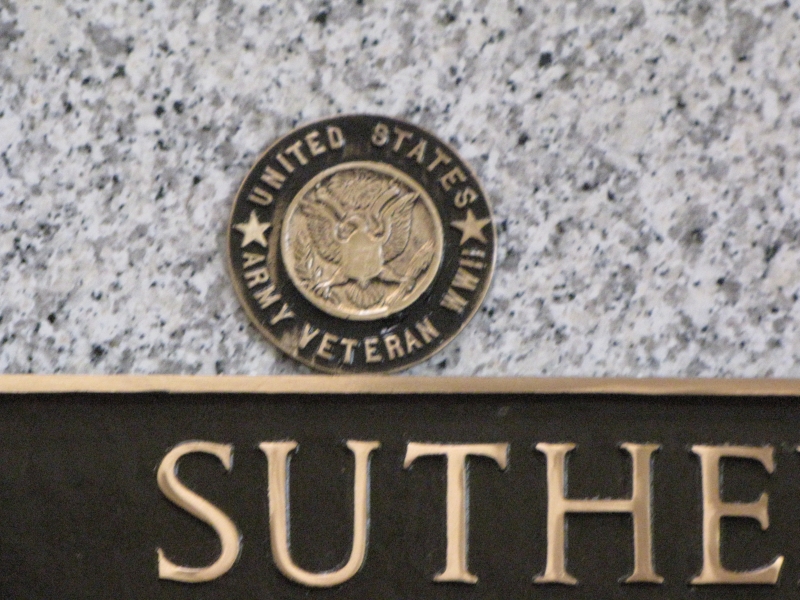 UNITED STATES
ARMY VETERAN WWII
SUTHE